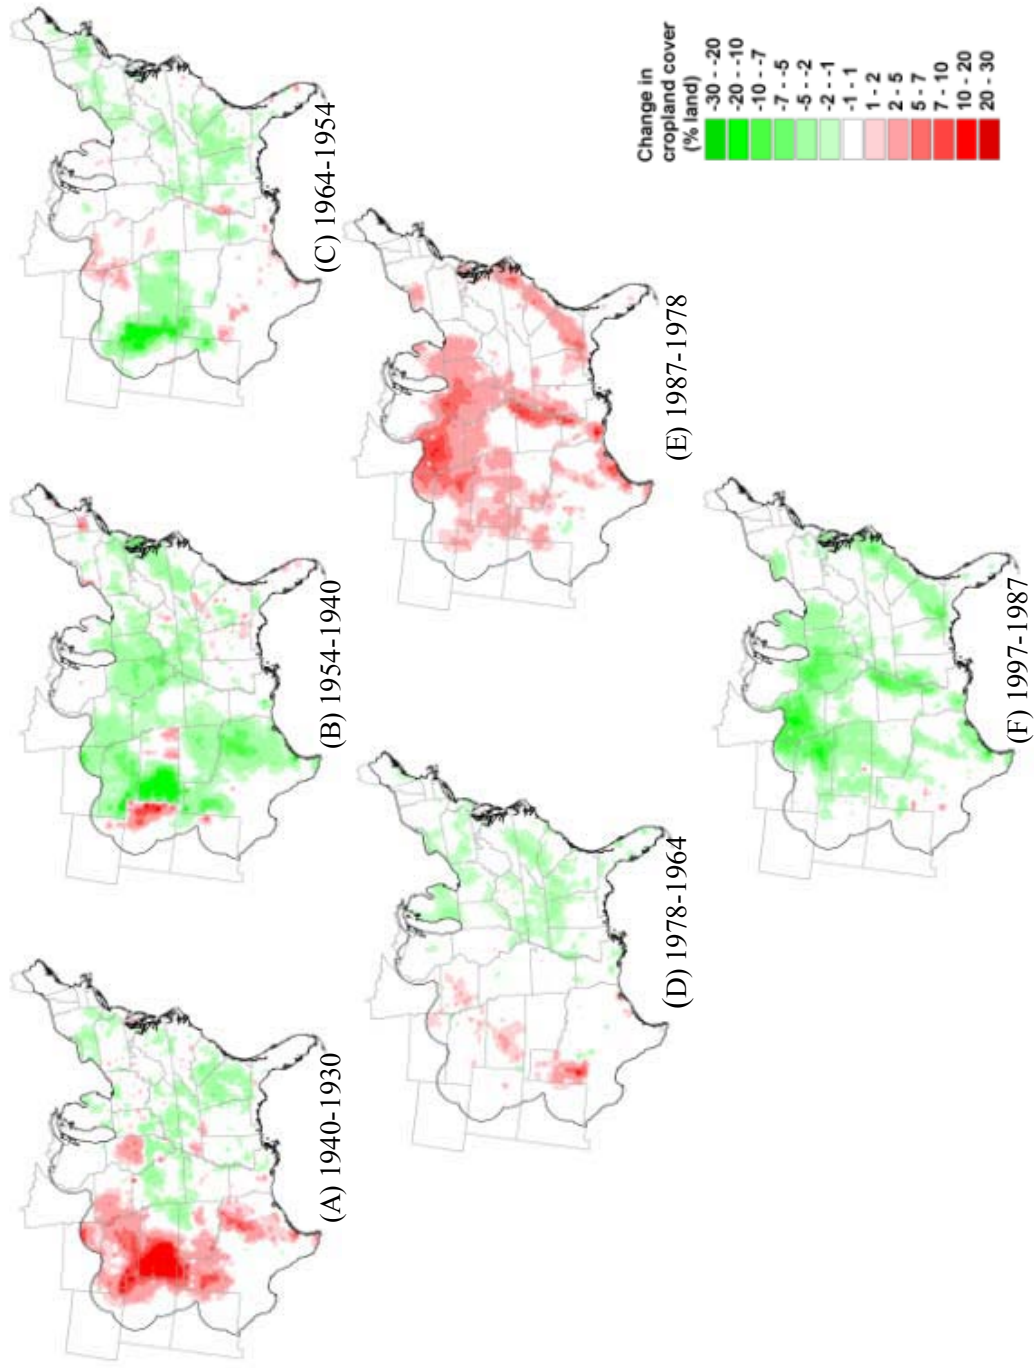 (A) 1940-1930
(B) 1954-1940
(C) 1964-1954
(D) 1978-1964
(E) 1987-1978
(F) 1997-1987
Change in
cropland cover
(% land)
-30 - -20
-20 - -10
-10 - -7
-7 - -5
-5 - -2
-2 - -1
-1 - 1
1 - 2
2 - 5
5 - 7
7 - 10
10 - 20
20 - 30